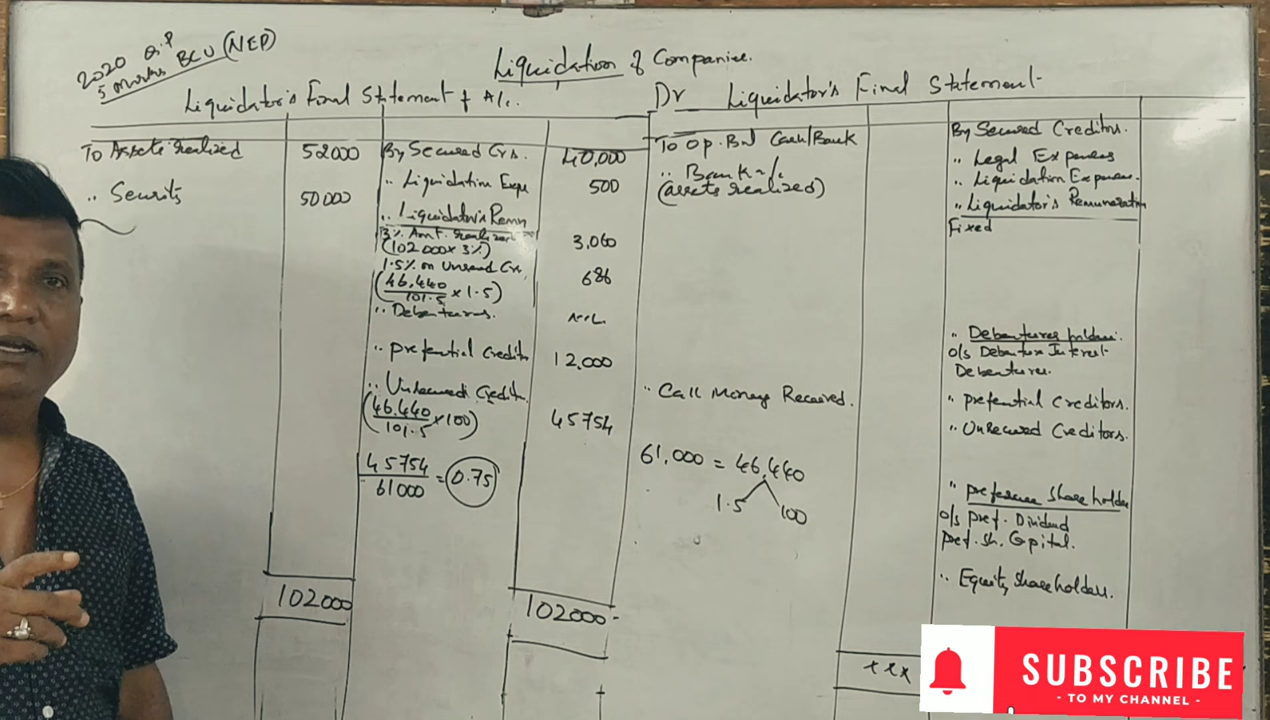 2020 Q.P
5 Marks BCU (NEP)
Liquidation of Companies.
Liquidator's Final Statement of A/c.
To Assets realized 52000
" Security 50000
102000
By Secured Crs. 40,000
" Liquidation Expe 500
" Liquidator's Remn
3% Amt. realized
(102000 x 3%) 3,060
1.5% on Unsecured Crs.
(46,440/101.5 x 1.5) 686
" Debentures. NIL
" Preferential Creditors 12,000
" Unsecured Creditors
(46.440/101.5 x 100) 45754
45754/61000 = 0.75
102000
Dr Liquidator's Final Statement
To Op. Bal Cash/Bank
" Bank a/c
(assets realized)
" Call Money Received.
61,000 = 46,440
1.5 100
xxx
By Secured Creditors.
" Legal Expenses
" Liquidation Expenses.
" Liquidator's Remuneration
Fixed
" Debentures holders.
o/s Debenture Interest
Debentures.
" Prefential Creditors.
" Unsecured Creditors.
" Preference Shareholder
o/s Pref. Dividend
Pref. Sh. Capital.
" Equity Shareholders.
SUBSCRIBE
- TO MY CHANNEL -